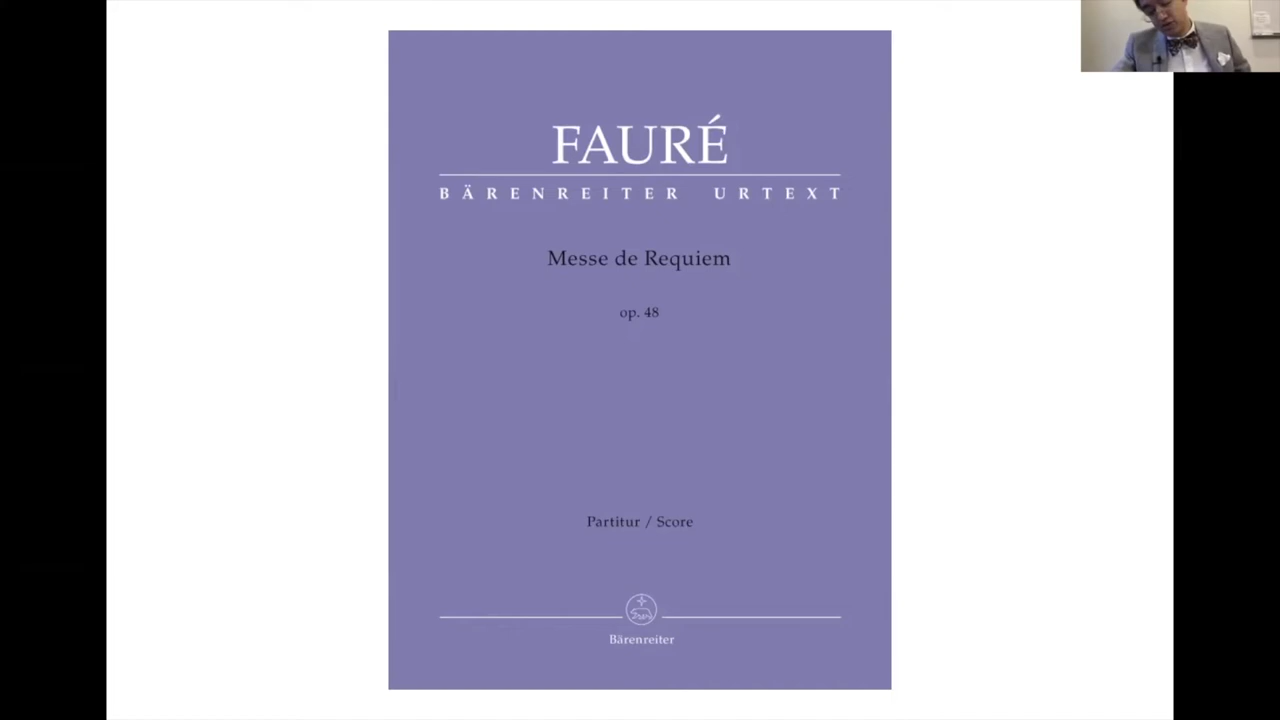 FAURÉ
BÄRENREITER URTEXT
Messe de Requiem
op. 48
Partitur / Score
Bärenreiter